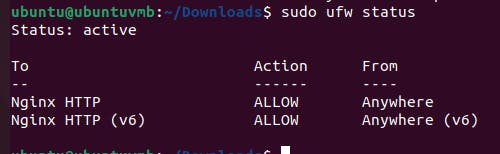 ubuntu@ubuntuvmb:~/Downloads$ sudo ufw status
Status: active
To Action From
-- ------ ----
Nginx HTTP ALLOW Anywhere
Nginx HTTP (v6) ALLOW Anywhere (v6)
ubuntu@ubuntuvmb:~/Downloads$